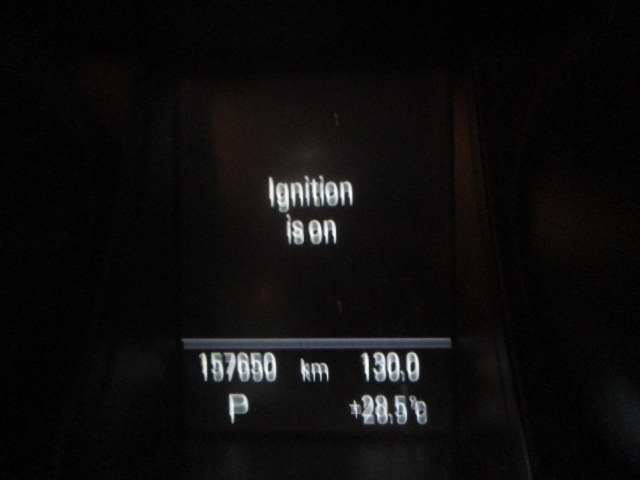 Ignition
is on
157650 km 130.0
P +28.5°c